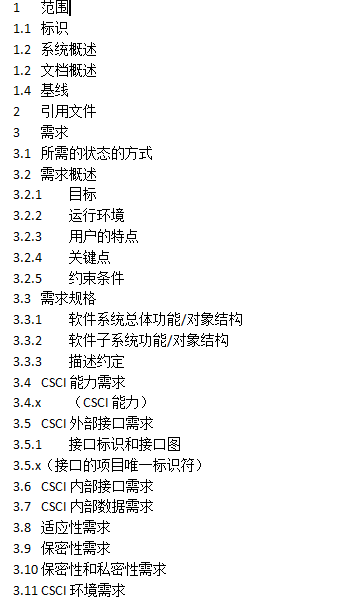 1 范围
1.1 标识
1.2 系统概述
1.2 文档概述
1.4 基线
2 引用文件
3 需求
3.1 所需的状态的方式
3.2 需求概述
3.2.1 目标
3.2.2 运行环境
3.2.3 用户的特点
3.2.4 关键点
3.2.5 约束条件
3.3 需求规格
3.3.1 软件系统总体功能/对象结构
3.3.2 软件子系统功能/对象结构
3.3.3 描述约定
3.4 CSCI 能力需求
3.4.x （CSCI 能力）
3.5 CSCI 外部接口需求
3.5.1 接口标识和接口图
3.5.x（接口的项目唯一标识符）
3.6 CSCI 内部接口需求
3.7 CSCI 内部数据需求
3.8 适应性需求
3.9 保密性需求
3.10 保密性和私密性需求
3.11 CSCI 环境需求